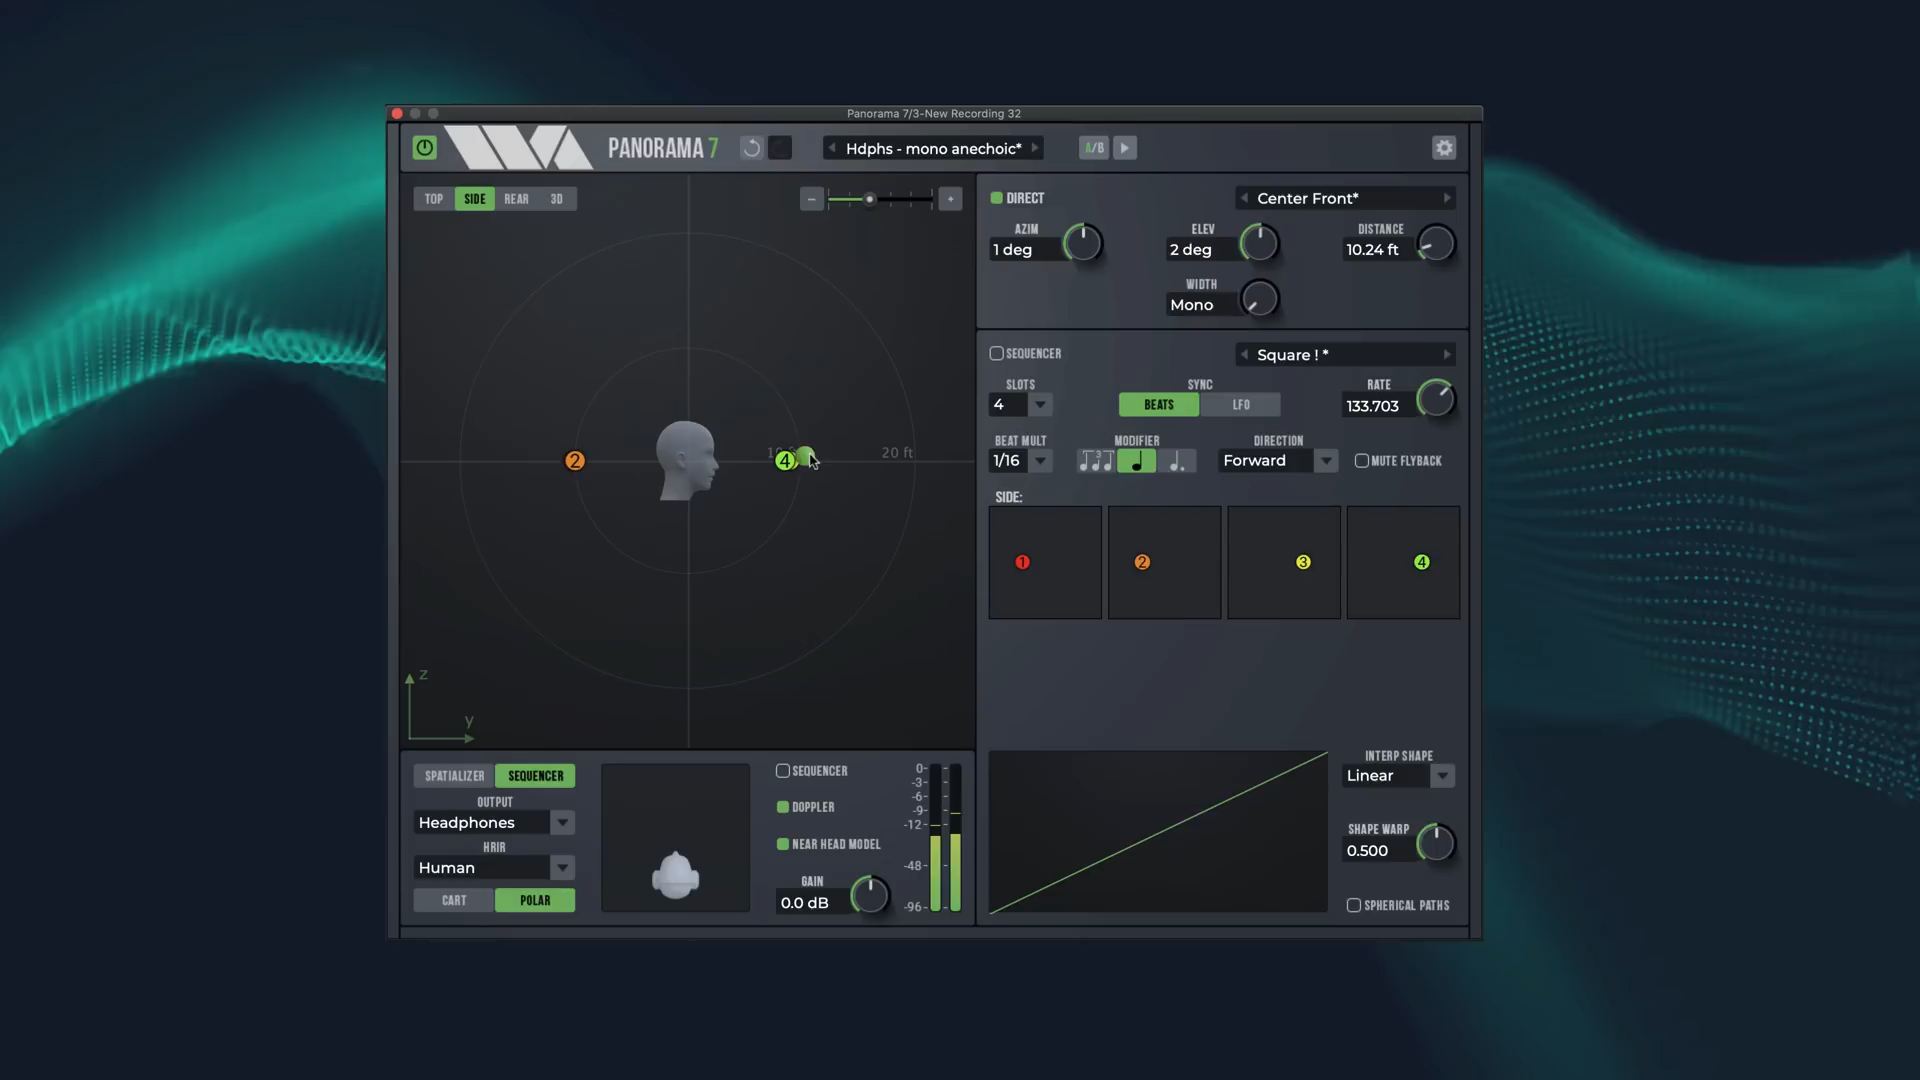 Panorama 7/3-New Recording 32
PANORAMA 7
Hdphs - mono anechoic*
A/B
TOP
SIDE
REAR
3D
20 ft
2
4
z
y
DIRECT
Center Front*
AZIM
1 deg
ELEV
2 deg
DISTANCE
10.24 ft
WIDTH
Mono
SEQUENCER
Square ! *
SLOTS
4
SYNC
BEATS
LFO
RATE
133.703
BEAT MULT
1/16
MODIFIER
3
DIRECTION
Forward
MUTE FLYBACK
SIDE:
1
2
3
4
INTERP SHAPE
Linear
SHAPE WARP
0.500
SPHERICAL PATHS
SPATIALIZER
SEQUENCER
OUTPUT
Headphones
HRIR
Human
CART
POLAR
SEQUENCER
DOPPLER
NEAR HEAD MODEL
GAIN
0.0 dB
0-
-3-
-6-
-9-
-12-
-48-
-96-